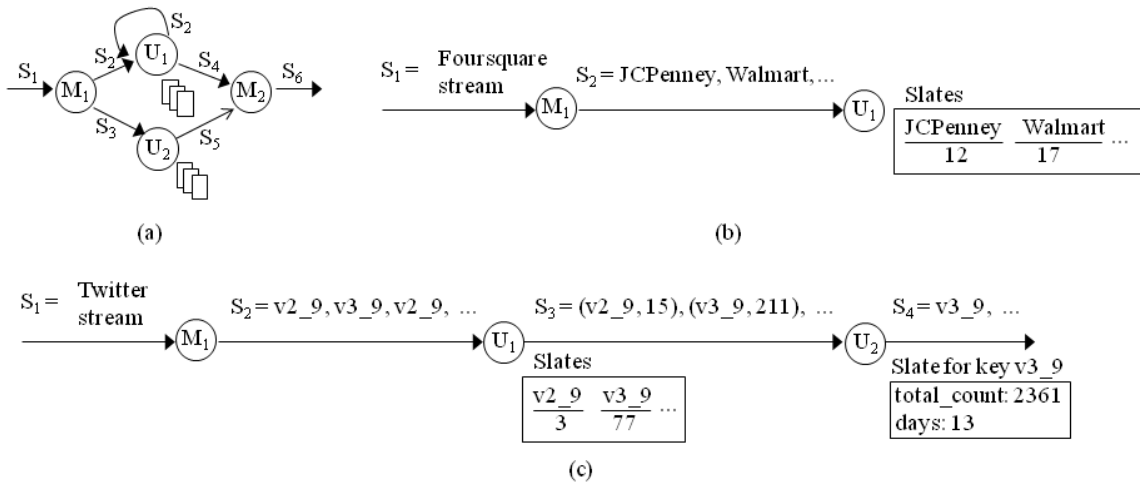 S2
S1 M1 S2 U1 S4 M2 S6
S3 U2 S5
(a)
S1 = Foursquare stream M1 S2 = JCPenney, Walmart, ... U1
Slates
JCPenney Walmart ...
12 17
(b)
S1 = Twitter stream M1 S2 = v2_9, v3_9, v2_9, ... U1 S3 = (v2_9, 15), (v3_9, 211), ... U2 S4 = v3_9, ...
Slates
v2_9 v3_9 ...
3 77
Slate for key v3_9
total_count: 2361
days: 13
(c)